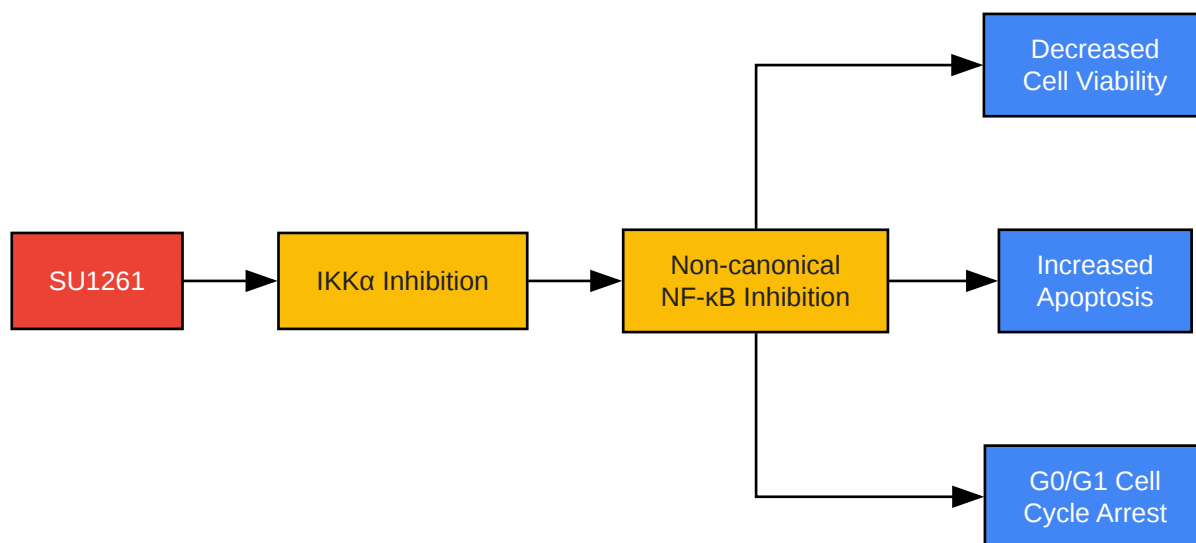 Decreased
Cell Viability
SU1261
IKKα Inhibition
Non-canonical
NF-κB Inhibition
Increased
Apoptosis
G0/G1 Cell
Cycle Arrest